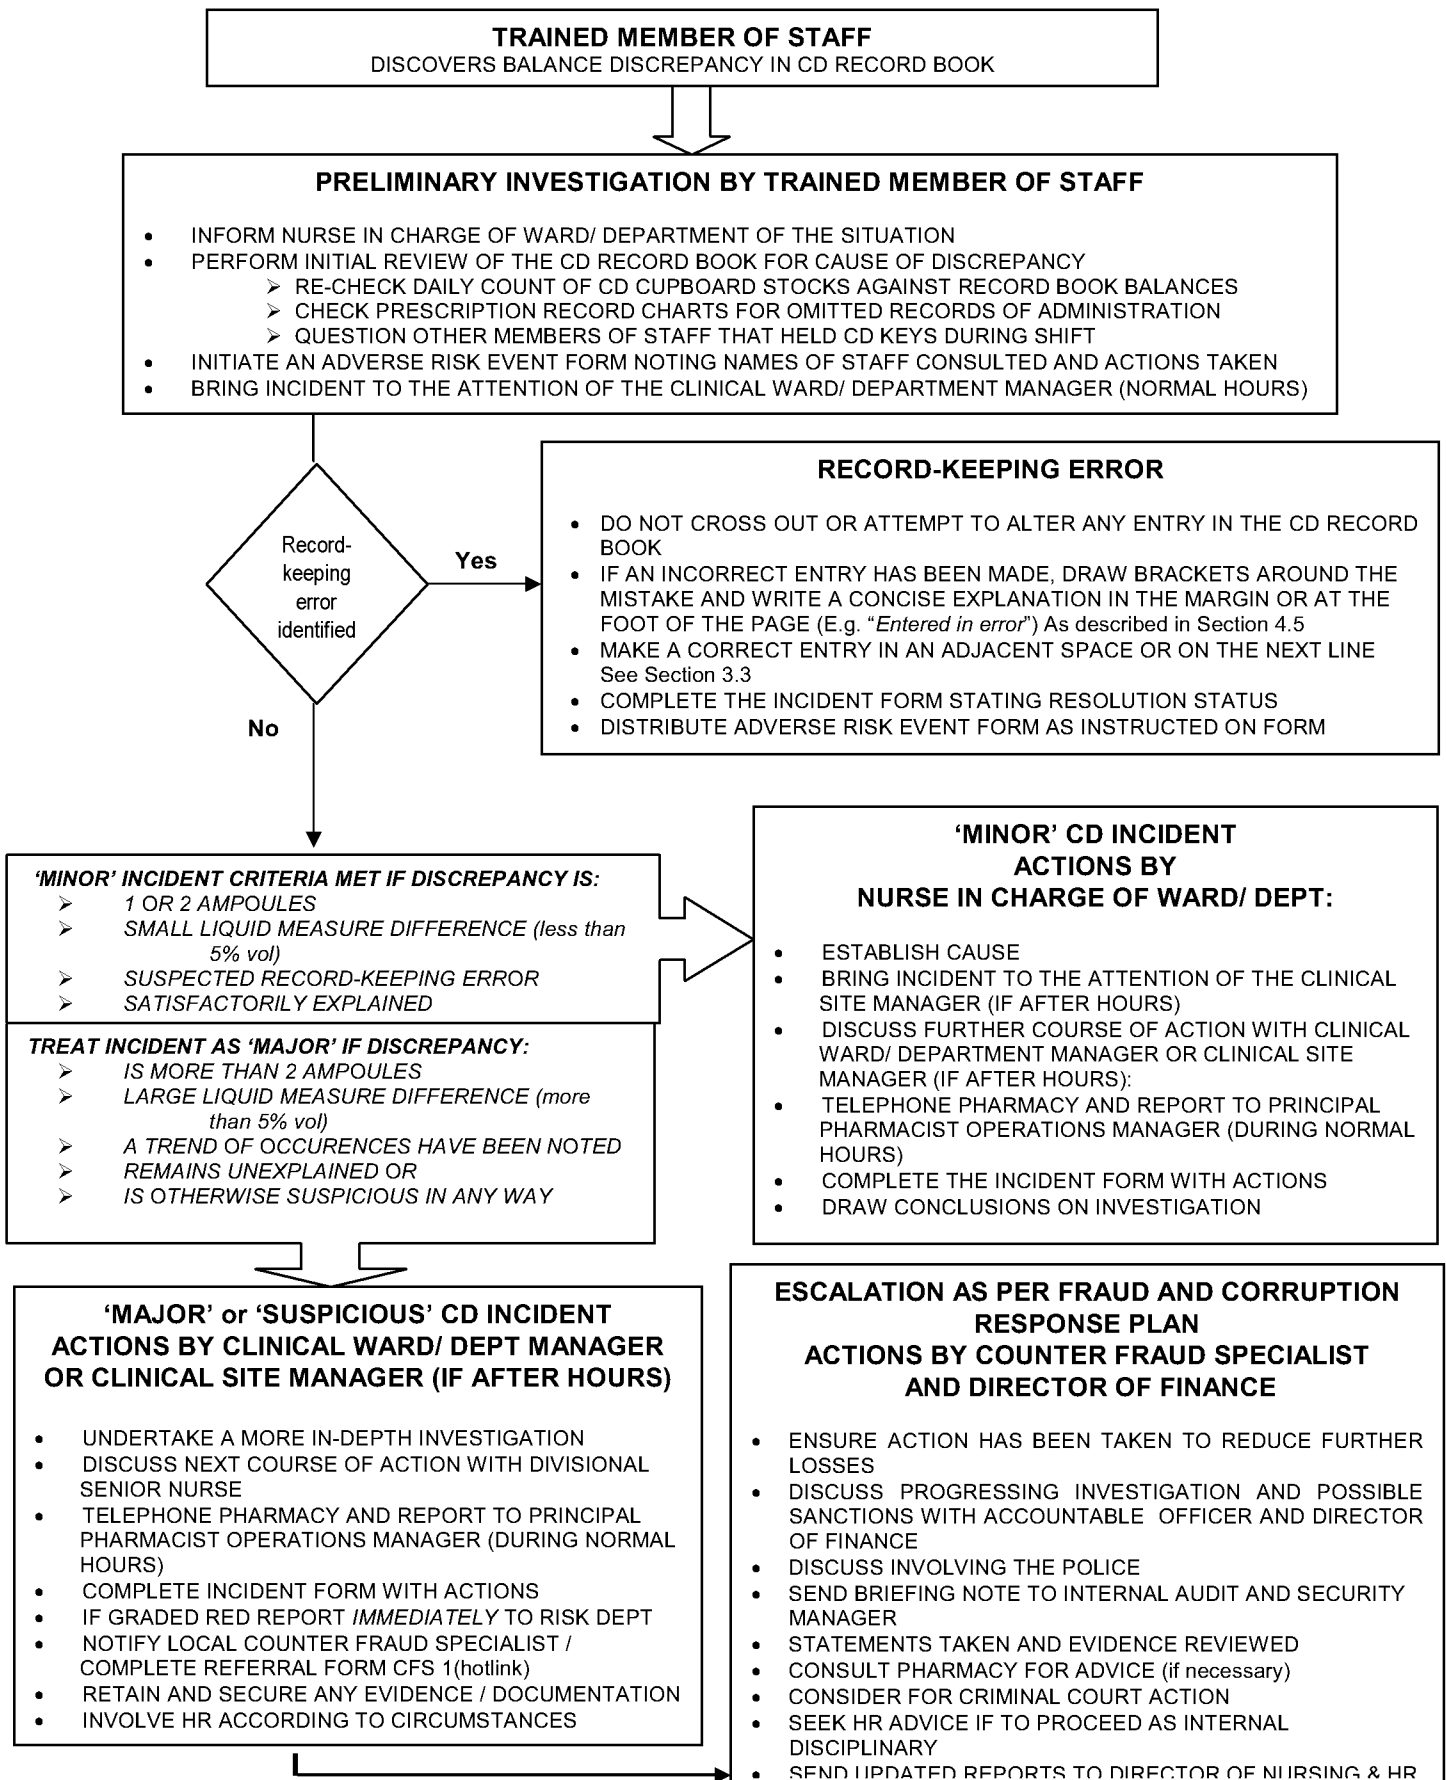 TRAINED MEMBER OF STAFF
DISCOVERS BALANCE DISCREPANCY IN CD RECORD BOOK
PRELIMINARY INVESTIGATION BY TRAINED MEMBER OF STAFF
• INFORM NURSE IN CHARGE OF WARD/ DEPARTMENT OF THE SITUATION
• PERFORM INITIAL REVIEW OF THE CD RECORD BOOK FOR CAUSE OF DISCREPANCY
➢ RE-CHECK DAILY COUNT OF CD CUPBOARD STOCKS AGAINST RECORD BOOK BALANCES
➢ CHECK PRESCRIPTION RECORD CHARTS FOR OMITTED RECORDS OF ADMINISTRATION
➢ QUESTION OTHER MEMBERS OF STAFF THAT HELD CD KEYS DURING SHIFT
• INITIATE AN ADVERSE RISK EVENT FORM NOTING NAMES OF STAFF CONSULTED AND ACTIONS TAKEN
• BRING INCIDENT TO THE ATTENTION OF THE CLINICAL WARD/ DEPARTMENT MANAGER (NORMAL HOURS)
Record-
keeping
error
identified
Yes
No
RECORD-KEEPING ERROR
• DO NOT CROSS OUT OR ATTEMPT TO ALTER ANY ENTRY IN THE CD RECORD
BOOK
• IF AN INCORRECT ENTRY HAS BEEN MADE, DRAW BRACKETS AROUND THE
MISTAKE AND WRITE A CONCISE EXPLANATION IN THE MARGIN OR AT THE
FOOT OF THE PAGE (E.g. “Entered in error”) As described in Section 4.5
• MAKE A CORRECT ENTRY IN AN ADJACENT SPACE OR ON THE NEXT LINE
See Section 3.3
• COMPLETE THE INCIDENT FORM STATING RESOLUTION STATUS
• DISTRIBUTE ADVERSE RISK EVENT FORM AS INSTRUCTED ON FORM
‘MINOR’ INCIDENT CRITERIA MET IF DISCREPANCY IS:
➢ 1 OR 2 AMPOULES
➢ SMALL LIQUID MEASURE DIFFERENCE (less than
5% vol)
➢ SUSPECTED RECORD-KEEPING ERROR
➢ SATISFACTORILY EXPLAINED
TREAT INCIDENT AS ‘MAJOR’ IF DISCREPANCY:
➢ IS MORE THAN 2 AMPOULES
➢ LARGE LIQUID MEASURE DIFFERENCE (more
than 5% vol)
➢ A TREND OF OCCURENCES HAVE BEEN NOTED
➢ REMAINS UNEXPLAINED OR
➢ IS OTHERWISE SUSPICIOUS IN ANY WAY
‘MINOR’ CD INCIDENT
ACTIONS BY
NURSE IN CHARGE OF WARD/ DEPT:
• ESTABLISH CAUSE
• BRING INCIDENT TO THE ATTENTION OF THE CLINICAL
SITE MANAGER (IF AFTER HOURS)
• DISCUSS FURTHER COURSE OF ACTION WITH CLINICAL
WARD/ DEPARTMENT MANAGER OR CLINICAL SITE
MANAGER (IF AFTER HOURS):
• TELEPHONE PHARMACY AND REPORT TO PRINCIPAL
PHARMACIST OPERATIONS MANAGER (DURING NORMAL
HOURS)
• COMPLETE THE INCIDENT FORM WITH ACTIONS
• DRAW CONCLUSIONS ON INVESTIGATION
‘MAJOR’ or ‘SUSPICIOUS’ CD INCIDENT
ACTIONS BY CLINICAL WARD/ DEPT MANAGER
OR CLINICAL SITE MANAGER (IF AFTER HOURS)
• UNDERTAKE A MORE IN-DEPTH INVESTIGATION
• DISCUSS NEXT COURSE OF ACTION WITH DIVISIONAL
SENIOR NURSE
• TELEPHONE PHARMACY AND REPORT TO PRINCIPAL
PHARMACIST OPERATIONS MANAGER (DURING NORMAL
HOURS)
• COMPLETE INCIDENT FORM WITH ACTIONS
• IF GRADED RED REPORT IMMEDIATELY TO RISK DEPT
• NOTIFY LOCAL COUNTER FRAUD SPECIALIST /
COMPLETE REFERRAL FORM CFS 1(hotlink)
• RETAIN AND SECURE ANY EVIDENCE / DOCUMENTATION
• INVOLVE HR ACCORDING TO CIRCUMSTANCES
ESCALATION AS PER FRAUD AND CORRUPTION
RESPONSE PLAN
ACTIONS BY COUNTER FRAUD SPECIALIST
AND DIRECTOR OF FINANCE
• ENSURE ACTION HAS BEEN TAKEN TO REDUCE FURTHER
LOSSES
• DISCUSS PROGRESSING INVESTIGATION AND POSSIBLE
SANCTIONS WITH ACCOUNTABLE OFFICER AND DIRECTOR
OF FINANCE
• DISCUSS INVOLVING THE POLICE
• SEND BRIEFING NOTE TO INTERNAL AUDIT AND SECURITY
MANAGER
• STATEMENTS TAKEN AND EVIDENCE REVIEWED
• CONSULT PHARMACY FOR ADVICE (if necessary)
• CONSIDER FOR CRIMINAL COURT ACTION
• SEEK HR ADVICE IF TO PROCEED AS INTERNAL
DISCIPLINARY
• SEND UPDATED REPORTS TO DIRECTOR OF NURSING & HR